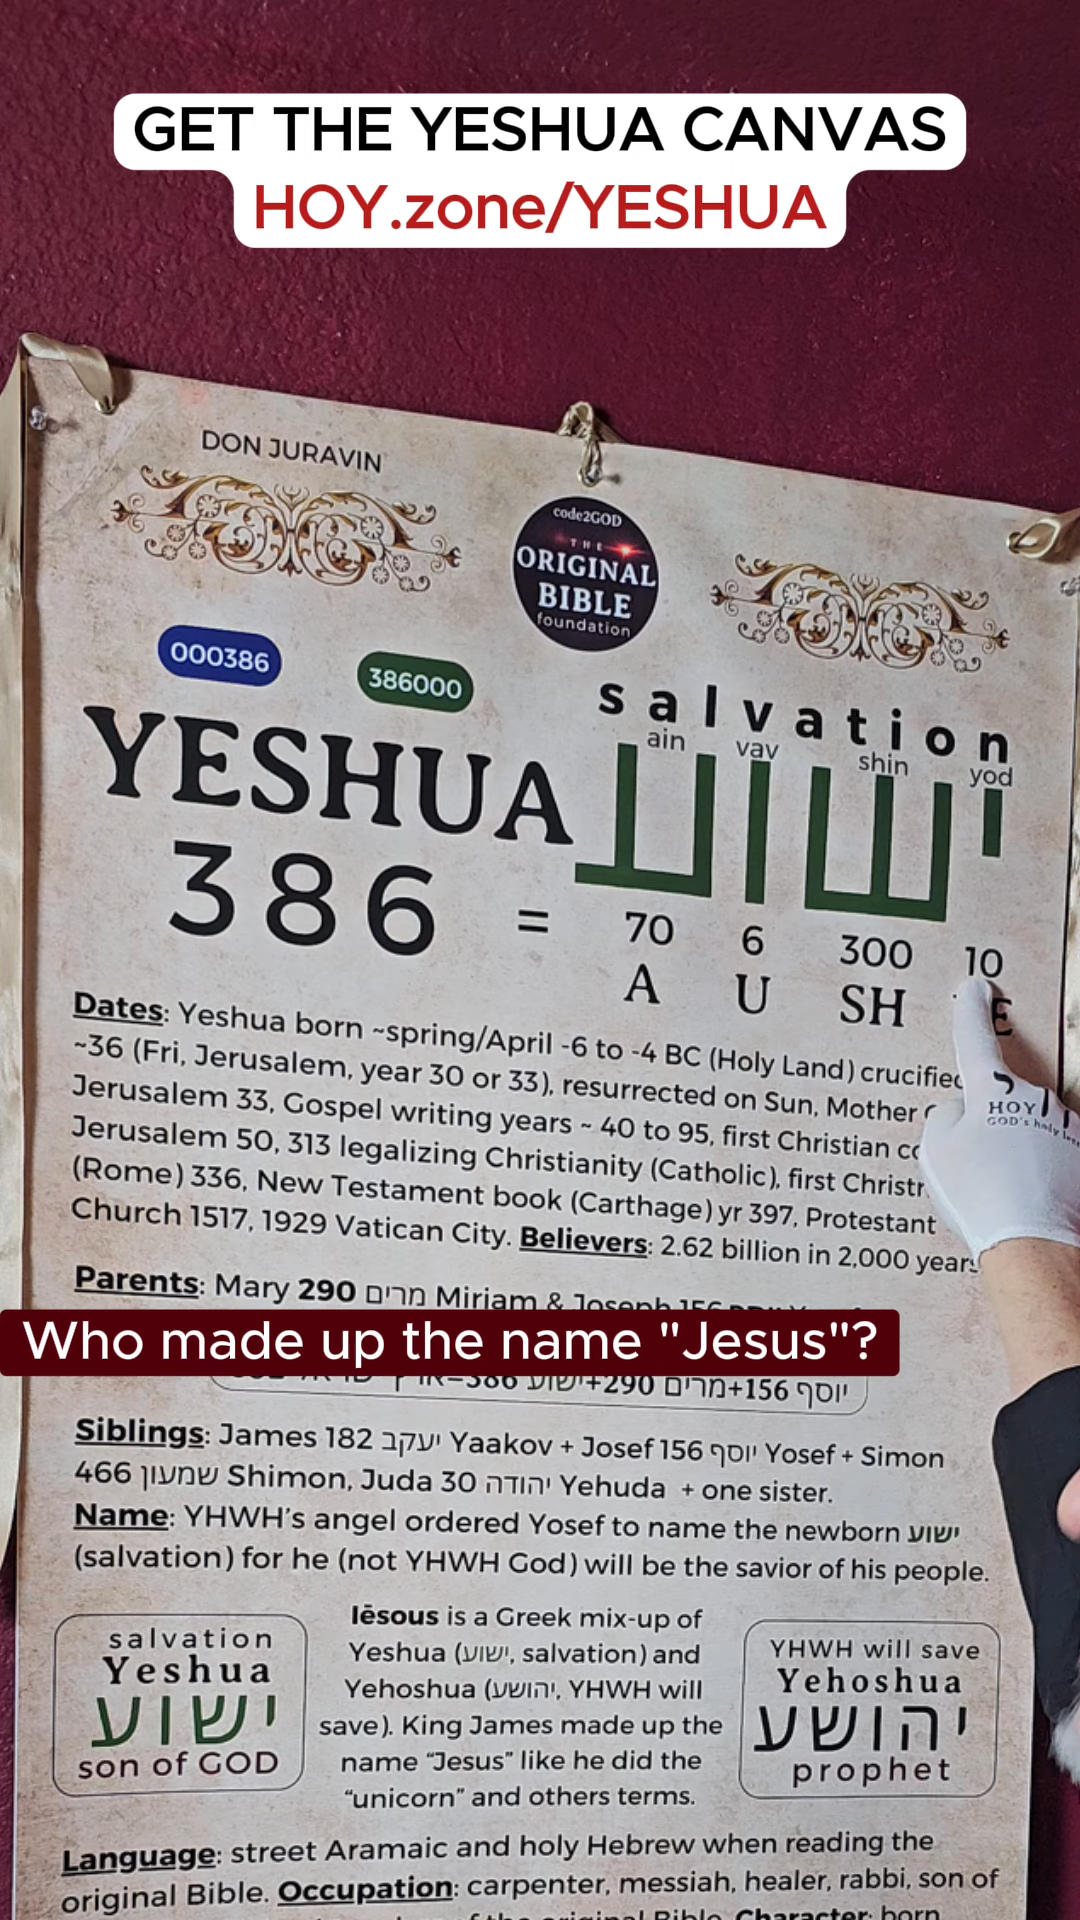 GET THE YESHUA CANVAS
HOY.zone/YESHUA
DON JURAVIN
code2GOD
THE
ORIGINAL
BIBLE
foundation
000386
386000
salvation
ain vav shin yod
YESHUA ישוע
386 = 70 6 300 10
A U SH E
Dates: Yeshua born ~spring/April -6 to -4 BC (Holy Land) crucified
~36 (Fri, Jerusalem, year 30 or 33), resurrected on Sun, Mother
Jerusalem 33, Gospel writing years ~ 40 to 95, first Christian
Jerusalem 50, 313 legalizing Christianity (Catholic), first
(Rome) 336, New Testament book (Carthage) yr 397, Protestant
Church 1517, 1929 Vatican City. Believers: 2.62 billion in 2,000 years
HOY
GOD's holy
Parents: Mary 290 מרים Miriam & Joseph 156
Who made up the name "Jesus"?
יוסף 156+מרים 290+ישוע 386=
Siblings: James 182 יעקב Yaakov + Josef 156 יוסף Yosef + Simon
466 שמעון Shimon, Juda 30 יהודה Yehuda + one sister.
Name: YHWH's angel ordered Yosef to name the newborn ישוע
(salvation) for he (not YHWH God) will be the savior of his people.
salvation
Yeshua
ישוע
son of GOD
Iēsous is a Greek mix-up of
Yeshua (ישוע, salvation) and
Yehoshua (יהושע, YHWH will
save). King James made up the
name “Jesus” like he did the
“unicorn” and others terms.
YHWH will save
Yehoshua
יהושע
prophet
Language: street Aramaic and holy Hebrew when reading the
original Bible. Occupation: carpenter, messiah, healer, rabbi, son of
original Bible. Character: born